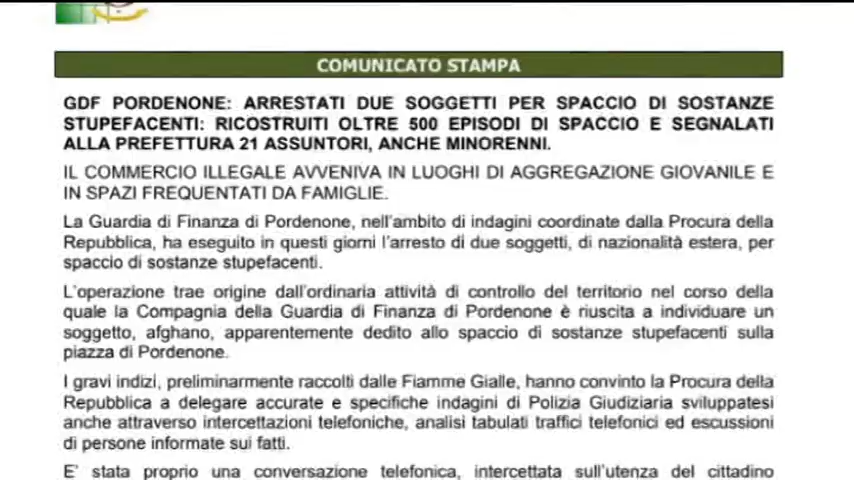 COMUNICATO STAMPA
GDF PORDENONE: ARRESTATI DUE SOGGETTI PER SPACCIO DI SOSTANZE
STUPEFACENTI: RICOSTRUITI OLTRE 500 EPISODI DI SPACCIO E SEGNALATI
ALLA PREFETTURA 21 ASSUNTORI, ANCHE MINORENNI.
IL COMMERCIO ILLEGALE AVVENIVA IN LUOGHI DI AGGREGAZIONE GIOVANILE E
IN SPAZI FREQUENTATI DA FAMIGLIE.
La Guardia di Finanza di Pordenone, nell'ambito di indagini coordinate dalla Procura della
Repubblica, ha eseguito in questi giorni l'arresto di due soggetti, di nazionalità estera, per
spaccio di sostanze stupefacenti.
L'operazione trae origine dall'ordinaria attività di controllo del territorio nel corso della
quale la Compagnia della Guardia di Finanza di Pordenone è riuscita a individuare un
soggetto, afghano, apparentemente dedito allo spaccio di sostanze stupefacenti sulla
piazza di Pordenone.
I gravi indizi, preliminarmente raccolti dalle Fiamme Gialle, hanno convinto la Procura della
Repubblica a delegare accurate e specifiche indagini di Polizia Giudiziaria sviluppatesi
anche attraverso intercettazioni telefoniche, analisi tabulati traffici telefonici ed escussioni
di persone informate sui fatti.
E' stata proprio una conversazione telefonica, intercettata sull'utenza del cittadino